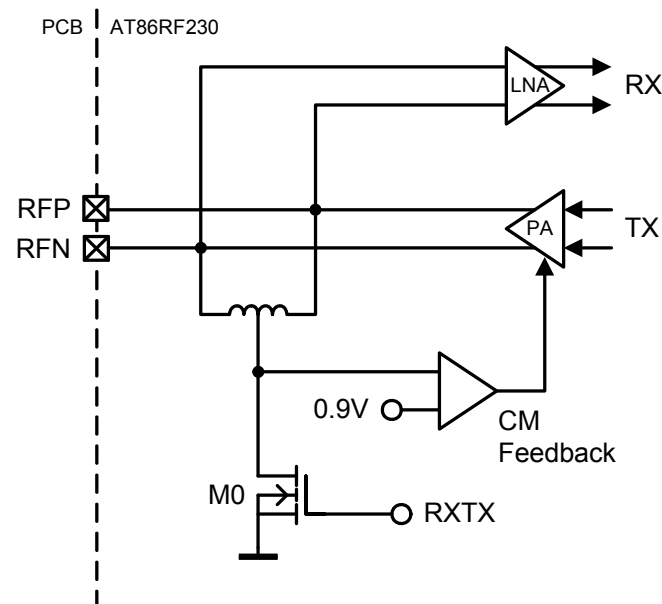 PCB
AT86RF230
LNA
RX
RFP
RFN
PA
TX
0.9V
CM
Feedback
M0
RXTX